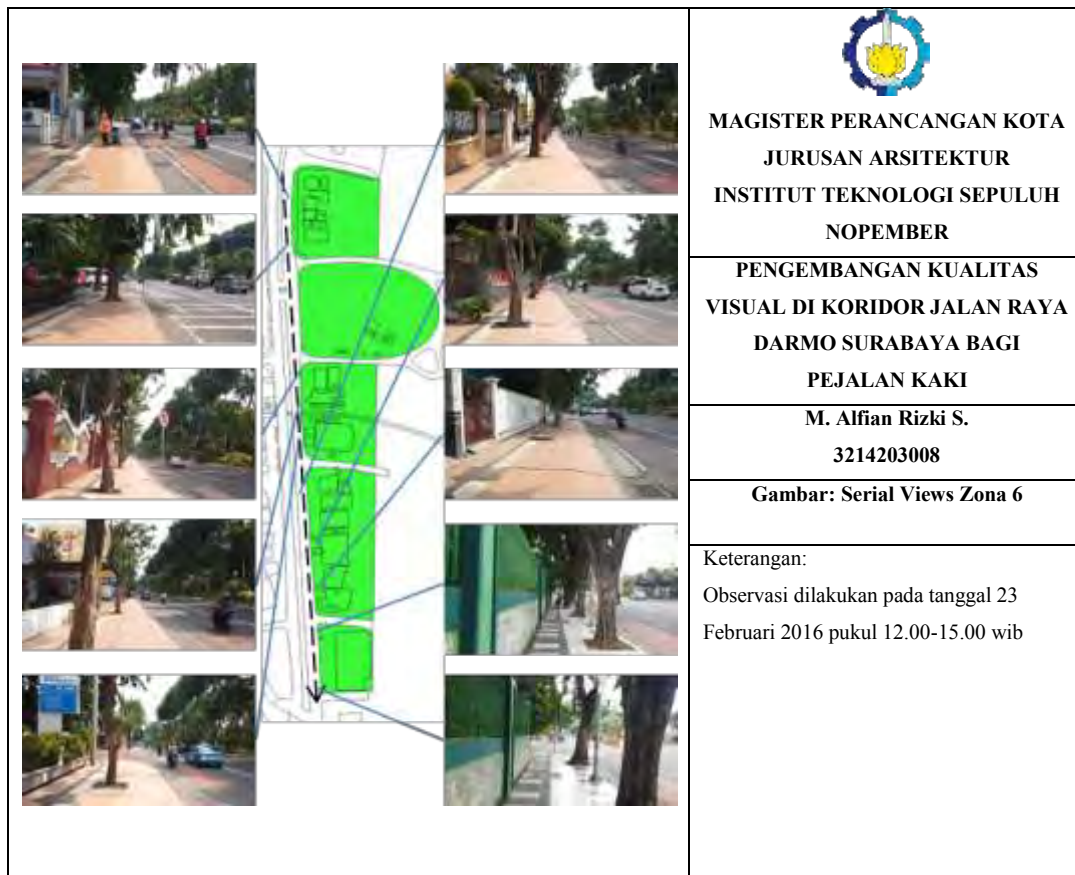 MAGISTER PERANCANGAN KOTA
JURUSAN ARSITEKTUR
INSTITUT TEKNOLOGI SEPULUH
NOPEMBER
PENGEMBANGAN KUALITAS
VISUAL DI KORIDOR JALAN RAYA
DARMO SURABAYA BAGI
PEJALAN KAKI
M. Alfian Rizki S.
3214203008
Gambar: Serial Views Zona 6
Keterangan:
Observasi dilakukan pada tanggal 23
Februari 2016 pukul 12.00-15.00 wib